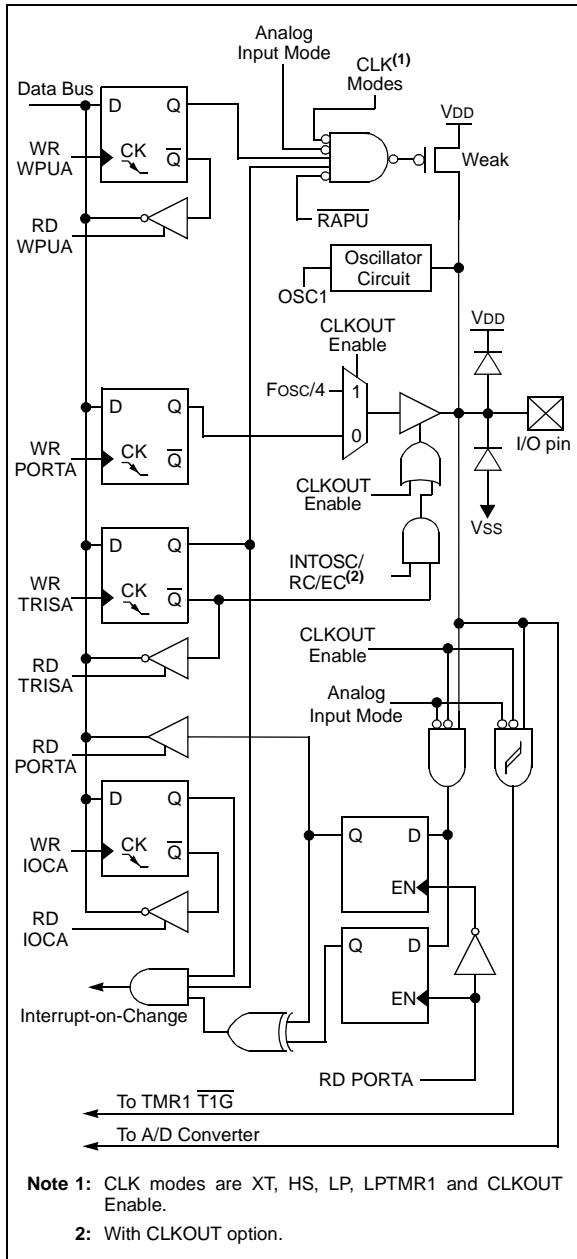 Analog
Input Mode
CLK(1)
Modes
Data Bus
D Q
VDD
WR
WPUA
CK Q
Weak
RD
WPUA
RAPU
Oscillator
Circuit
OSC1
CLKOUT
Enable
VDD
FOSC/4
1
D Q
0
I/O pin
WR
PORTA
CK Q
CLKOUT
Enable
VSS
D Q
INTOSC/
RC/EC(2)
WR
TRISA
CK Q
CLKOUT
Enable
RD
TRISA
Analog
Input Mode
RD
PORTA
D Q
Q D
WR
IOCA
CK Q
EN
RD
IOCA
Q D
EN
Interrupt-on-Change
RD PORTA
To TMR1 T1G
To A/D Converter
Note 1: CLK modes are XT, HS, LP, LPTMR1 and CLKOUT
Enable.
2: With CLKOUT option.